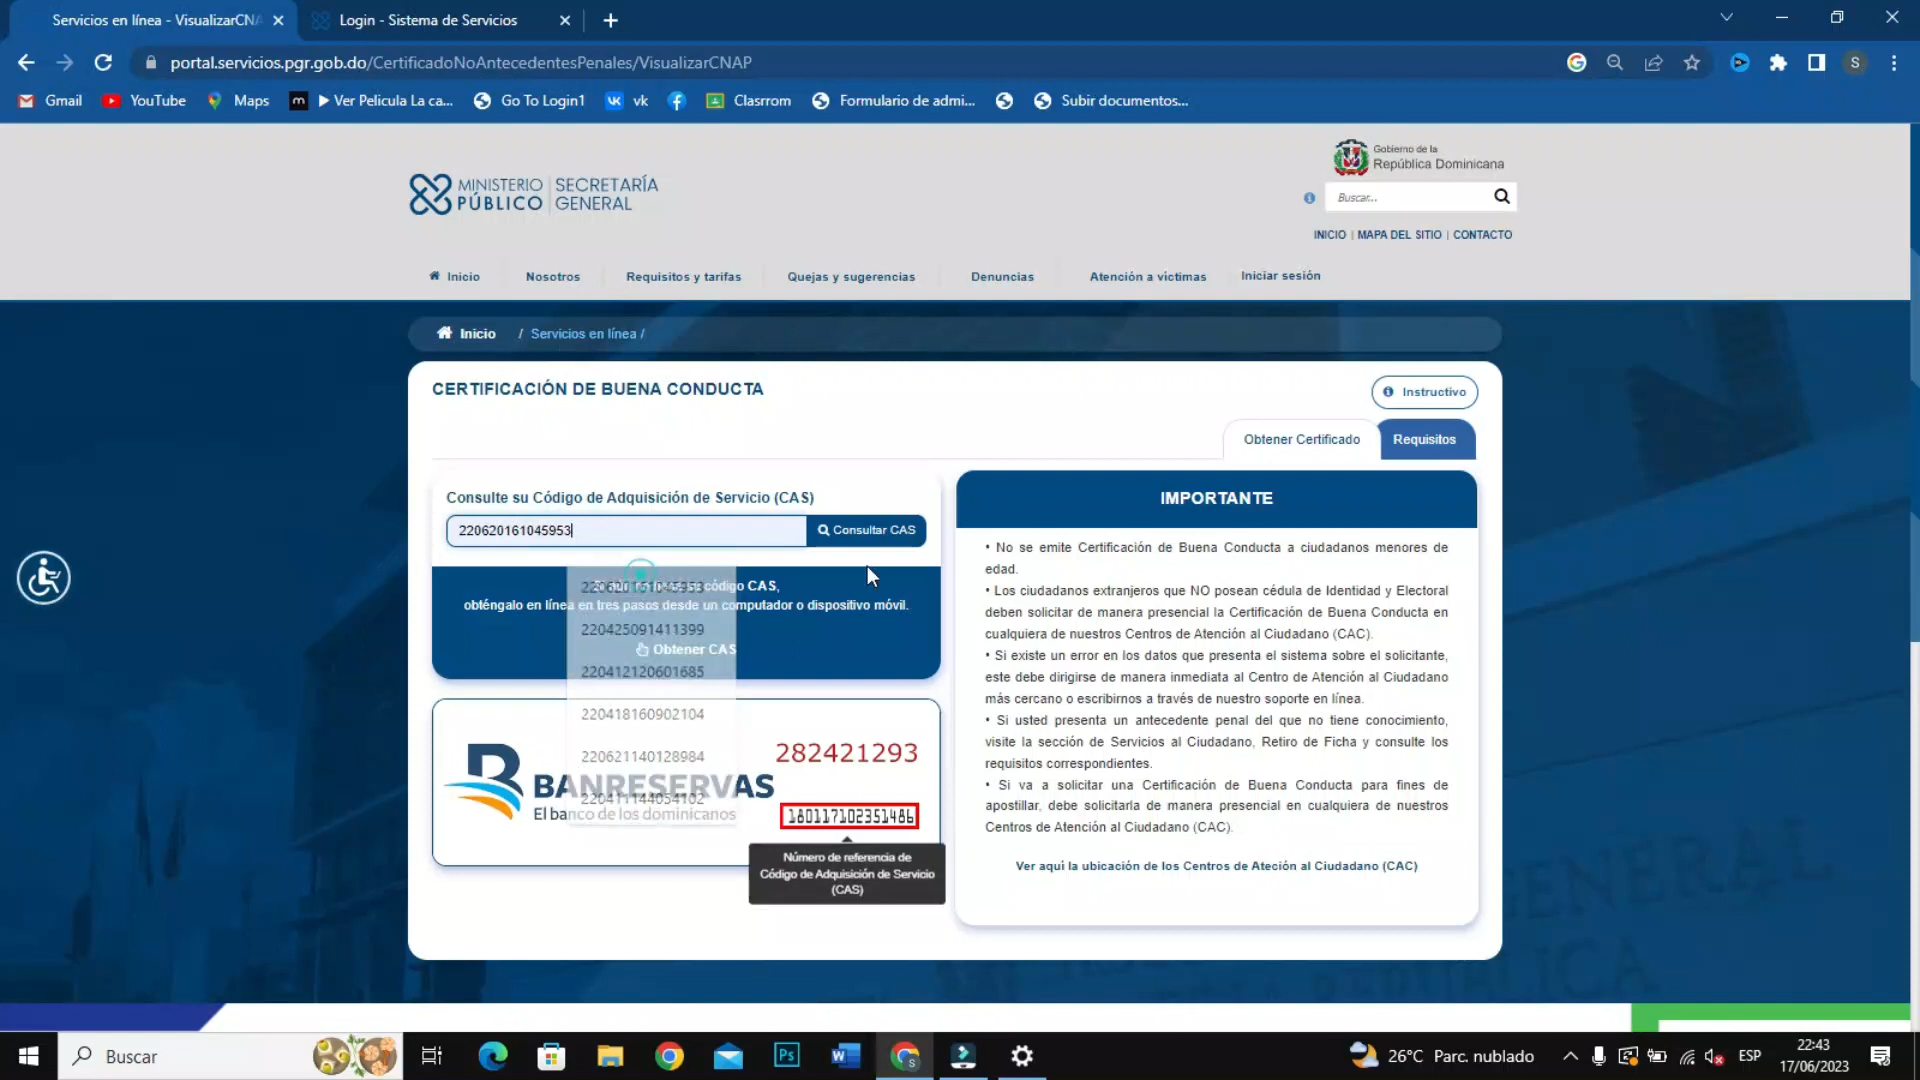 Servicios en línea - VisualizarCNA
Login - Sistema de Servicios
portal.servicios.pgr.gob.do/CertificadoNoAntecedentesPenales/VisualizarCNAP
S
Gmail
YouTube
Maps
m
Ver Pelicula La ca...
Go To Login1
vk
Clasrrom
Formulario de admi...
Subir documentos...
Gobierno de la
República Dominicana
MINISTERIO
PÚBLICO
SECRETARÍA
GENERAL
Buscar...
INICIO | MAPA DEL SITIO | CONTACTO
Inicio
Nosotros
Requisitos y tarifas
Quejas y sugerencias
Denuncias
Atención a víctimas
Iniciar sesión
Inicio / Servicios en línea /
CERTIFICACIÓN DE BUENA CONDUCTA
Instructivo
Obtener Certificado
Requisitos
Consulte su Código de Adquisición de Servicio (CAS)
220620161045953
Consultar CAS
código CAS,
obténgalo en línea en tres pasos desde un computador o dispositivo móvil.
220425091411399
Obtener CAS
220412120601685
220418160902104
220621140128984
220411144054102
BANRESERVAS
El banco de los dominicanos
282421293
180117102351486
Número de referencia de
Código de Adquisición de Servicio
(CAS)
IMPORTANTE
• No se emite Certificación de Buena Conducta a ciudadanos menores de
edad.
• Los ciudadanos extranjeros que NO posean cédula de Identidad y Electoral
deben solicitar de manera presencial la Certificación de Buena Conducta en
cualquiera de nuestros Centros de Atención al Ciudadano (CAC).
• Si existe un error en los datos que presenta el sistema sobre el solicitante,
este debe dirigirse de manera inmediata al Centro de Atención al Ciudadano
más cercano o escribirnos a través de nuestro soporte en línea.
• Si usted presenta un antecedente penal del que no tiene conocimiento,
visite la sección de Servicios al Ciudadano, Retiro de Ficha y consulte los
requisitos correspondientes.
• Si va a solicitar una Certificación de Buena Conducta para fines de
apostillar, debe solicitarla de manera presencial en cualquiera de nuestros
Centros de Atención al Ciudadano (CAC).
Ver aquí la ubicación de los Centros de Ateción al Ciudadano (CAC)
Buscar
Ps
26°C Parc. nublado
ESP
22:43
17/06/2023